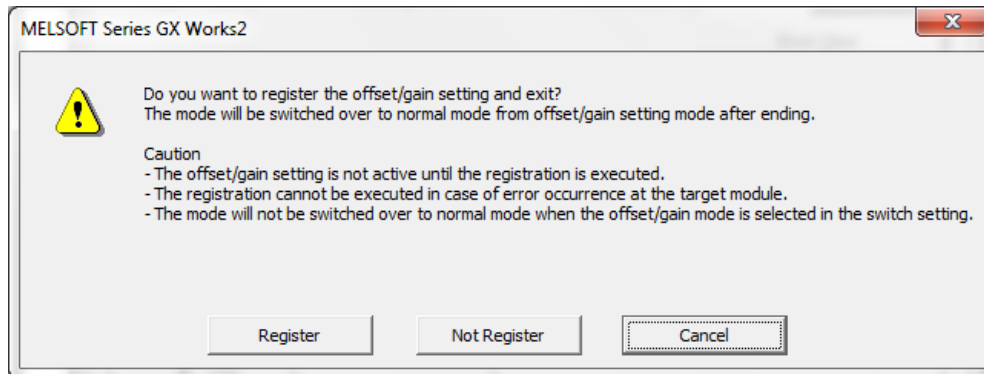 MELSOFT Series GX Works2
Do you want to register the offset/gain setting and exit?
The mode will be switched over to normal mode from offset/gain setting mode after ending.
Caution
- The offset/gain setting is not active until the registration is executed.
- The registration cannot be executed in case of error occurrence at the target module.
- The mode will not be switched over to normal mode when the offset/gain mode is selected in the switch setting.
Register
Not Register
Cancel